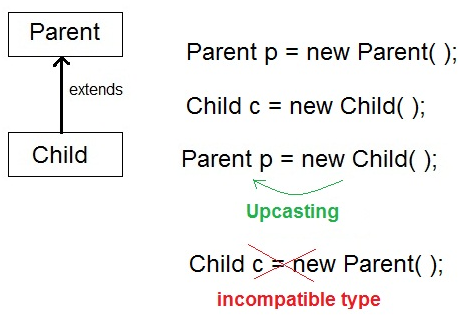 Parent
extends
Child
Parent p = new Parent( );
Child c = new Child( );
Parent p = new Child( );
Upcasting
Child c = new Parent( );
incompatible type